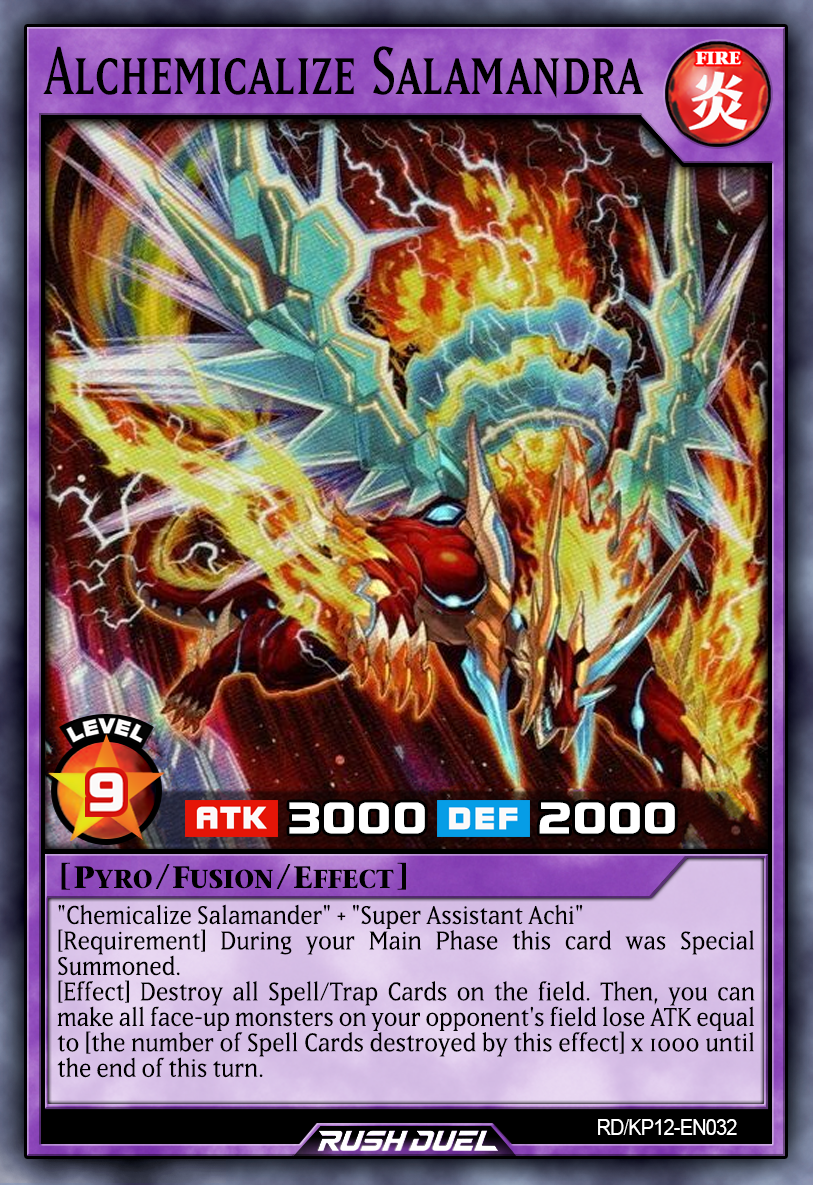 Alchemicalize Salamandra
FIRE
炎
LEVEL
9
ATK 3000 DEF 2000
[Pyro/Fusion/Effect]
"Chemicalize Salamander" + "Super Assistant Achi"
[Requirement] During your Main Phase this card was Special
Summoned.
[Effect] Destroy all Spell/Trap Cards on the field. Then, you can
make all face-up monsters on your opponent's field lose ATK equal
to [the number of Spell Cards destroyed by this effect] x 1000 until
the end of this turn.
RUSH DUEL
RD/KP12-EN032